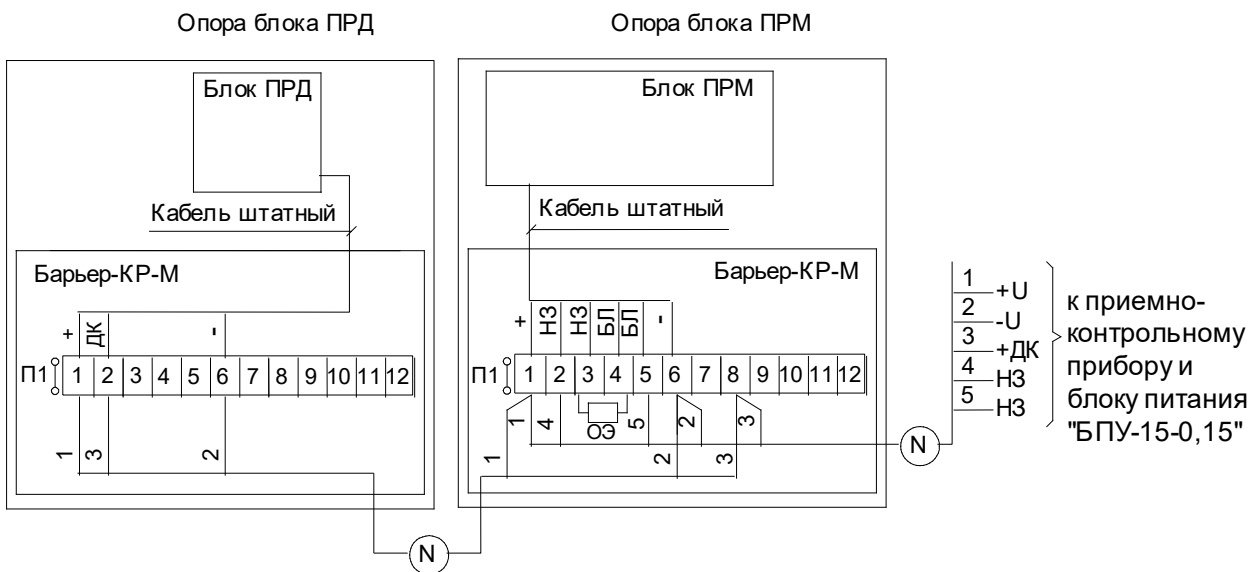 Опора блока ПРД
Опора блока ПРМ
Блок ПРД
Кабель штатный
Барьер-КР-М
+ ДК -
П1 1 2 3 4 5 6 7 8 9 10 11 12
1 3 2
Блок ПРМ
Кабель штатный
Барьер-КР-М
+ НЗ НЗ БЛ БЛ -
П1 1 2 3 4 5 6 7 8 9 10 11 12
1 4 ОЭ 5 2 3
1 2 3
N
N
1 +U
2 -U
3 +ДК
4 НЗ
5 НЗ
к приемно-
контрольному
прибору и
блоку питания
"БПУ-15-0,15"